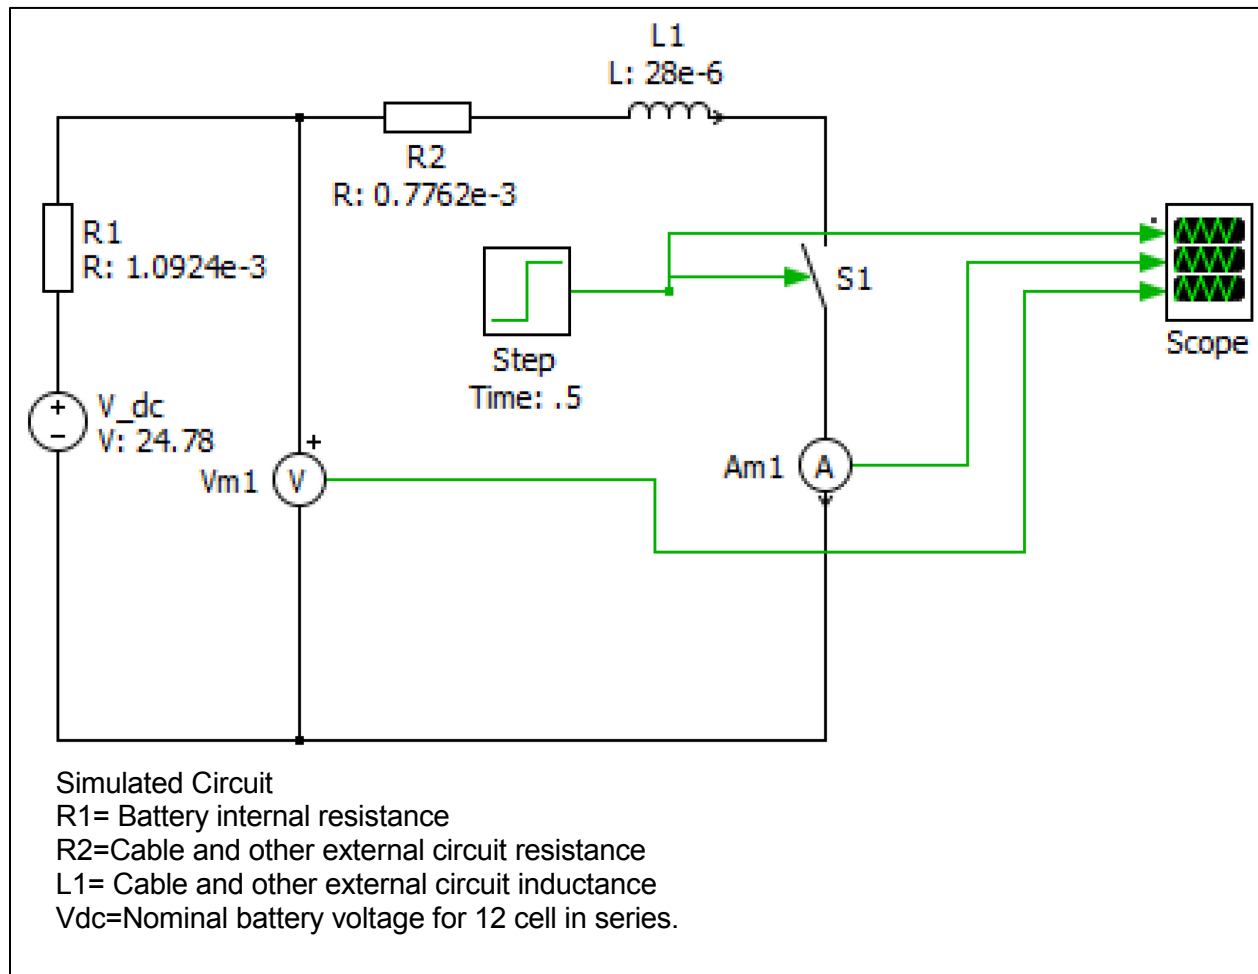 L1
L: 28e-6
R2
R: 0.7762e-3
R1
R: 1.0924e-3
S1
Step
Time: .5
Scope
+
−
V_dc
V: 24.78
+
Vm1
V
Am1
A
Simulated Circuit
R1= Battery internal resistance
R2=Cable and other external circuit resistance
L1= Cable and other external circuit inductance
Vdc=Nominal battery voltage for 12 cell in series.